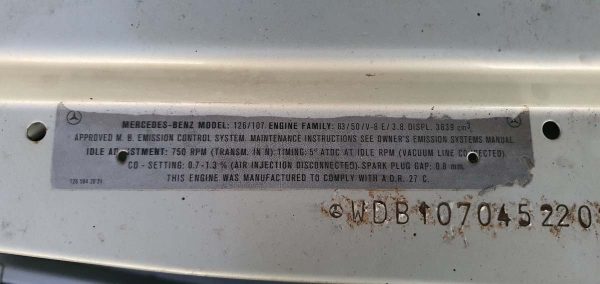 MERCEDES-BENZ MODEL: 126/107 ENGINE FAMILY: 83/50/V-8 E/3.8 DISPL. 3839 cm³
APPROVED M. B. EMISSION CONTROL SYSTEM. MAINTENANCE INSTRUCTIONS SEE OWNER'S EMISSION SYSTEMS MANUAL.
IDLE ADJUSTMENT: 750 RPM (TRANSM. IN N) TIMING: 5° ATDC AT IDLE RPM (VACUUM LINE CONNECTED)
CO - SETTING: 0.7-1.3 % (AIR INJECTION DISCONNECTED). SPARK PLUG GAP: 0.8 mm
THIS ENGINE WAS MANUFACTURED TO COMPLY WITH A.D.R. 27 C.
WDB1070452208